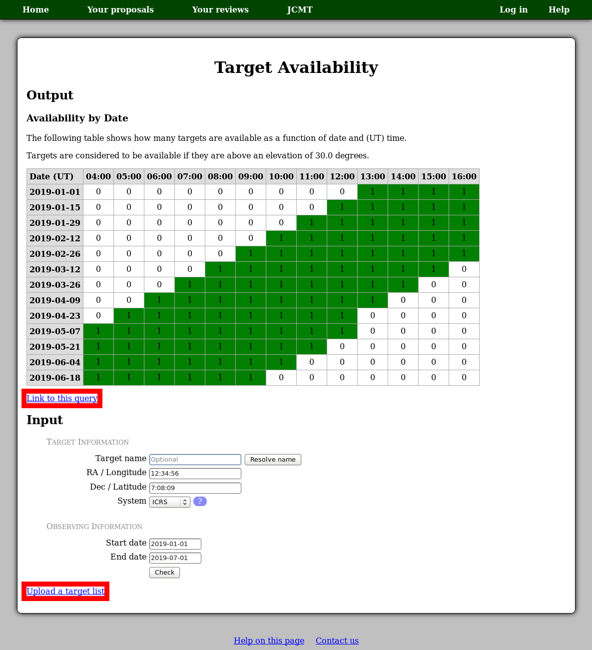 Home Your proposals Your reviews JCMT Log in Help
Target Availability
Output
Availability by Date
The following table shows how many targets are available as a function of date and (UT) time.
Targets are considered to be available if they are above an elevation of 30.0 degrees.
Date (UT) 04:00 05:00 06:00 07:00 08:00 09:00 10:00 11:00 12:00 13:00 14:00 15:00 16:00
2019-01-01 0 0 0 0 0 0 0 0 0 1 1 1 1
2019-01-15 0 0 0 0 0 0 0 0 1 1 1 1 1
2019-01-29 0 0 0 0 0 0 0 1 1 1 1 1 1
2019-02-12 0 0 0 0 0 0 1 1 1 1 1 1 1
2019-02-26 0 0 0 0 0 1 1 1 1 1 1 1 1
2019-03-12 0 0 0 0 1 1 1 1 1 1 1 1 0
2019-03-26 0 0 0 1 1 1 1 1 1 1 1 0 0
2019-04-09 0 0 1 1 1 1 1 1 1 1 0 0 0
2019-04-23 0 1 1 1 1 1 1 1 1 0 0 0 0
2019-05-07 1 1 1 1 1 1 1 1 1 0 0 0 0
2019-05-21 1 1 1 1 1 1 1 1 0 0 0 0 0
2019-06-04 1 1 1 1 1 1 1 0 0 0 0 0 0
2019-06-18 1 1 1 1 1 1 0 0 0 0 0 0 0
Link to this query
Input
Target Information
Target name Optional Resolve name
RA / Longitude 12:34:56
Dec / Latitude 7:08:09
System ICRS ?
Observing Information
Start date 2019-01-01
End date 2019-07-01
Check
Upload a target list
Help on this page Contact us